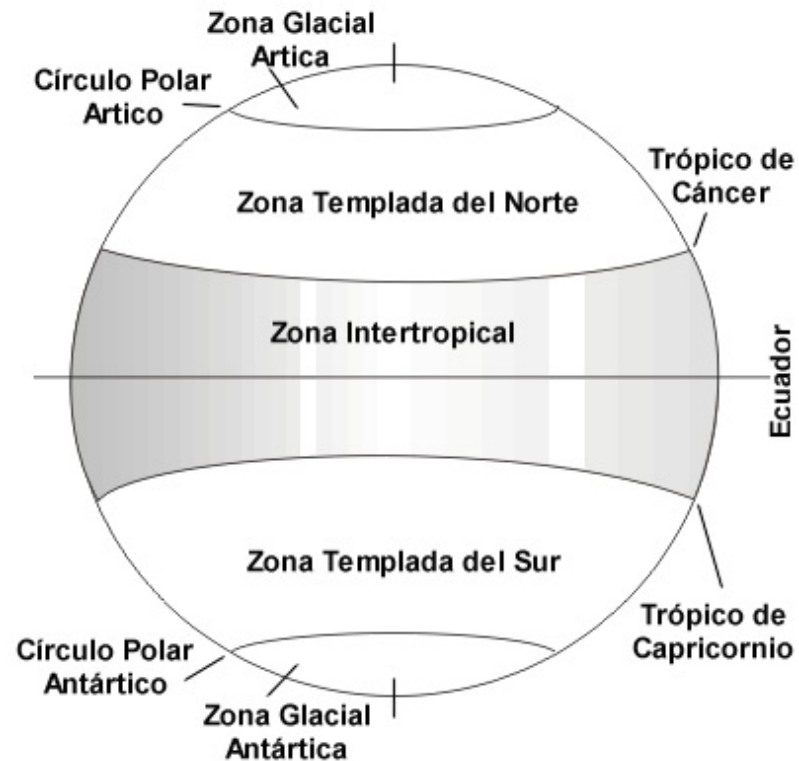 Zona Glacial
Artica
Círculo Polar
Artico
Trópico de
Cáncer
Zona Templada del Norte
Zona Intertropical
Ecuador
Zona Templada del Sur
Trópico de
Capricornio
Círculo Polar
Antártico
Zona Glacial
Antártica